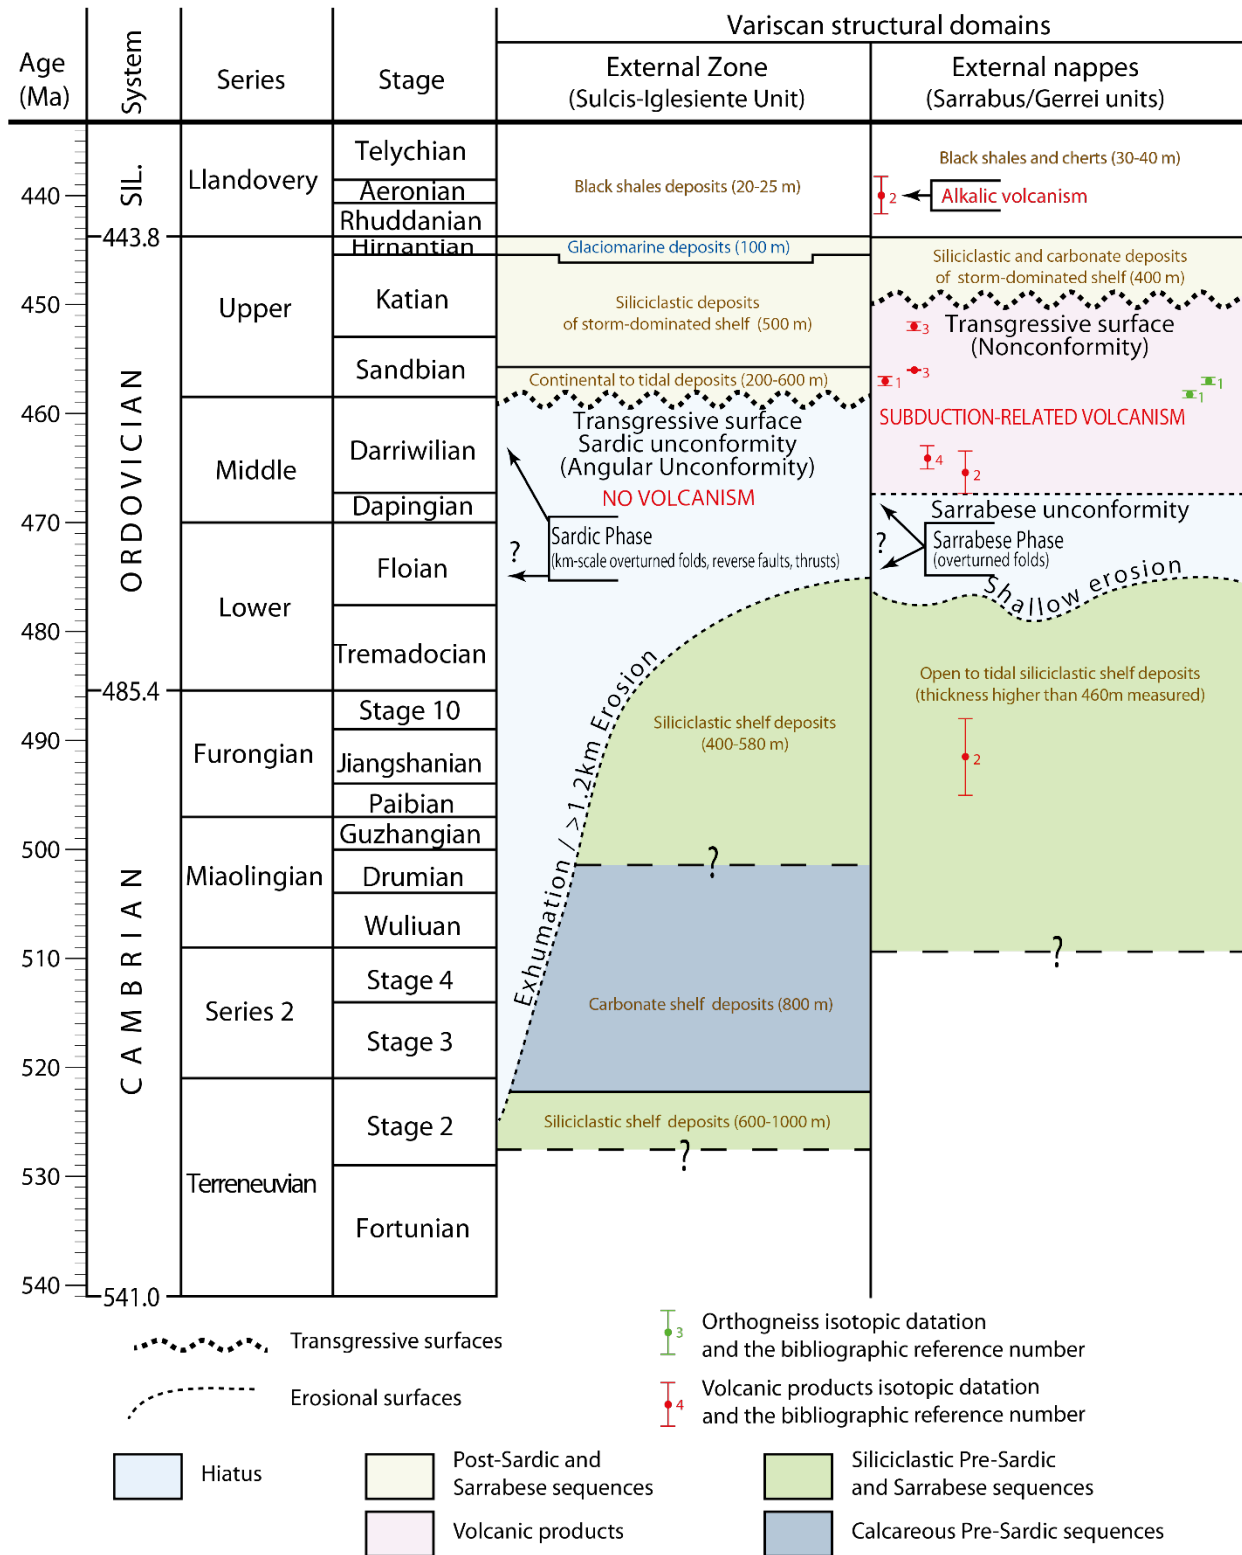 Variscan structural domains
Age
(Ma)
System
Series
Stage
External Zone
(Sulcis-Iglesiente Unit)
External nappes
(Sarrabus/Gerrei units)
440
450
460
470
480
490
500
510
520
530
540
443.8
485.4
541.0
SIL.
ORDOVICIAN
CAMBRIAN
Llandovery
Upper
Middle
Lower
Furongian
Miaolingian
Series 2
Terreneuvian
Telychian
Aeronian
Rhuddanian
Hirnantian
Katian
Sandbian
Darriwilian
Dapingian
Floian
Tremadocian
Stage 10
Jiangshanian
Paibian
Guzhangian
Drumian
Wuliuan
Stage 4
Stage 3
Stage 2
Fortunian
Black shales deposits (20-25 m)
Glaciomarine deposits (100 m)
Siliciclastic deposits
of storm-dominated shelf (500 m)
Continental to tidal deposits (200-600 m)
Transgressive surface
Sardic unconformity
(Angular Unconformity)
NO VOLCANISM
Sardic Phase
(km-scale overturned folds, reverse faults, thrusts)
?
Exhumation / >1.2km Erosion
Siliciclastic shelf deposits
(400-580 m)
?
Carbonate shelf deposits (800 m)
Siliciclastic shelf deposits (600-1000 m)
?
Black shales and cherts (30-40 m)
2
Alkalic volcanism
Siliciclastic and carbonate deposits
of storm-dominated shelf (400 m)
Transgressive surface
(Nonconformity)
3
3
1
1
1
SUBDUCTION-RELATED VOLCANISM
4
2
Sarrabese unconformity
Sarrabese Phase
(overturned folds)
?
Shallow erosion
Open to tidal siliciclastic shelf deposits
(thickness higher than 460m measured)
2
?
Transgressive surfaces
Erosional surfaces
3
Orthogneiss isotopic datation
and the bibliographic reference number
4
Volcanic products isotopic datation
and the bibliographic reference number
Hiatus
Post-Sardic and
Sarrabese sequences
Siliciclastic Pre-Sardic
and Sarrabese sequences
Volcanic products
Calcareous Pre-Sardic sequences